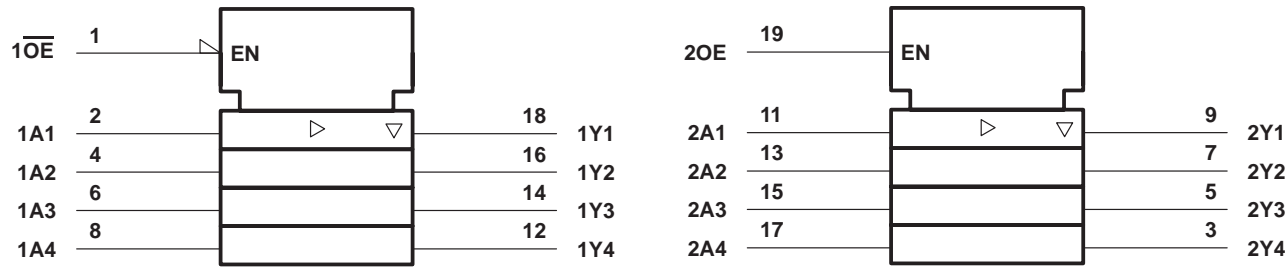 1OE 1 EN
1A1 2 18 1Y1
1A2 4 16 1Y2
1A3 6 14 1Y3
1A4 8 12 1Y4
2OE 19 EN
2A1 11 9 2Y1
2A2 13 7 2Y2
2A3 15 5 2Y3
2A4 17 3 2Y4